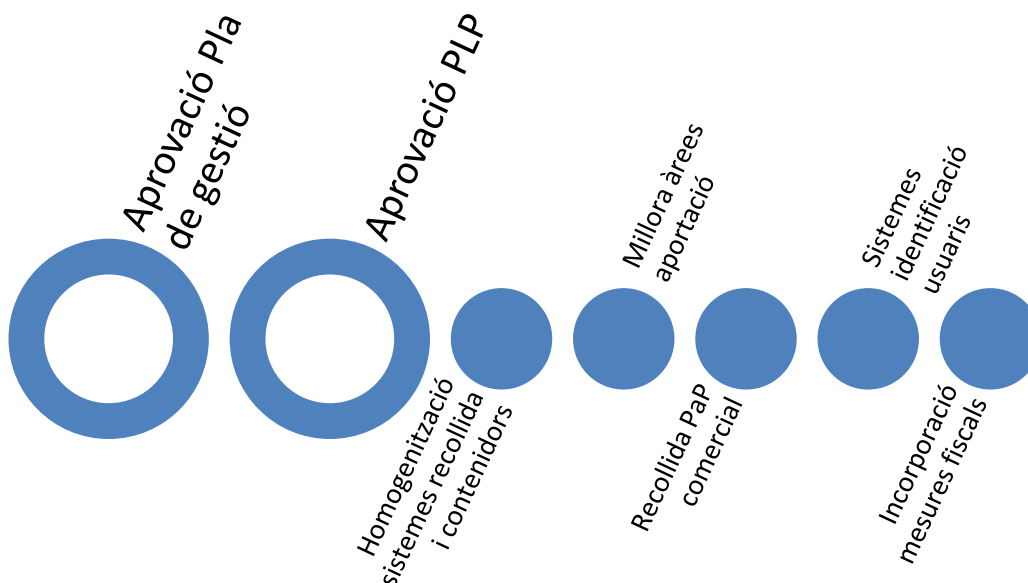 Aprovació Pla
de gestió
Aprovació PLP
Homogenització
sistemes recollida
i contenidors
Millora àrees
aportació
Recollida PaP
comercial
Sistemes
identificació
usuaris
Incorporació
mesures fiscals